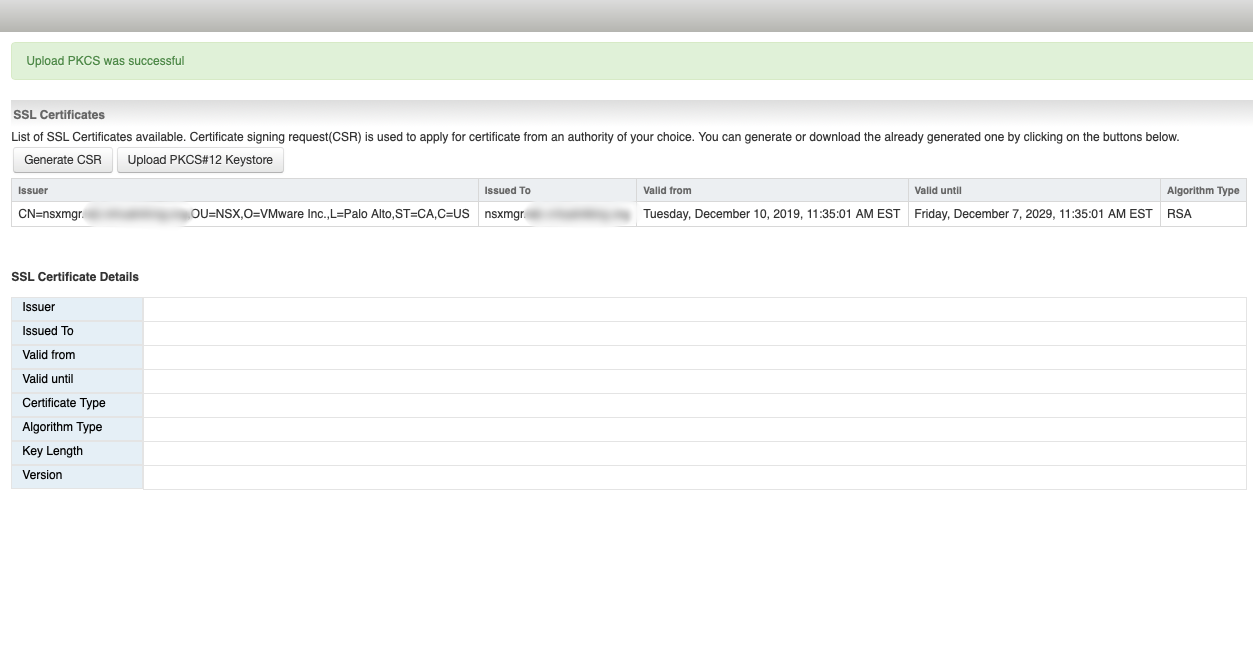 Upload PKCS was successful
SSL Certificates
List of SSL Certificates available. Certificate signing request(CSR) is used to apply for certificate from an authority of your choice. You can generate or download the already generated one by clicking on the buttons below.
Generate CSR Upload PKCS#12 Keystore
Issuer Issued To Valid from Valid until Algorithm Type
CN=nsxmgr. OU=NSX,O=VMware Inc.,L=Palo Alto,ST=CA,C=US nsxmgr. Tuesday, December 10, 2019, 11:35:01 AM EST Friday, December 7, 2029, 11:35:01 AM EST RSA
SSL Certificate Details
Issuer
Issued To
Valid from
Valid until
Certificate Type
Algorithm Type
Key Length
Version